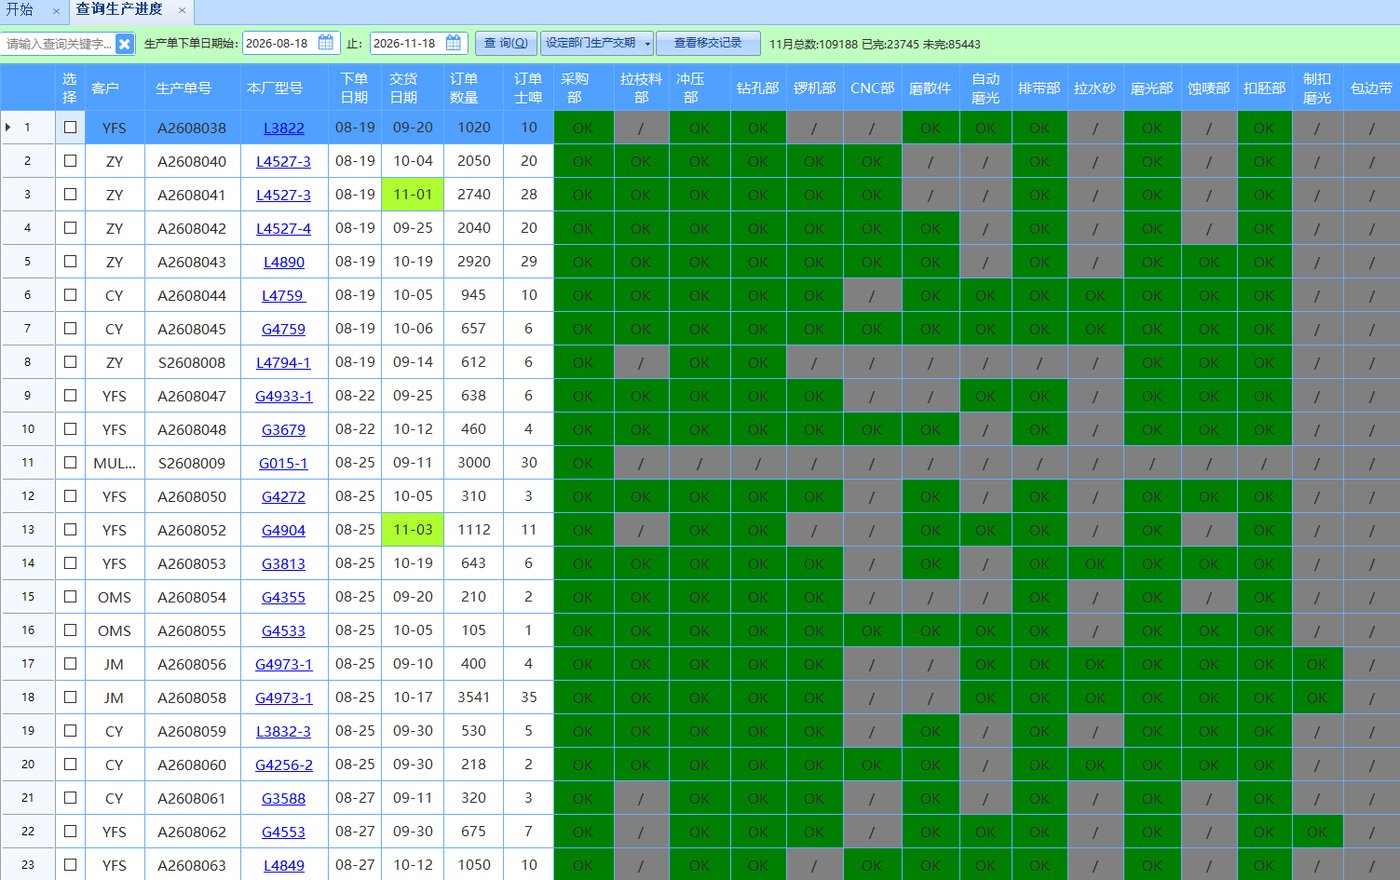 开始 × 查询生产进度 ×
请输入查询关键字... 生产单下单日期始: 2026-08-18 止: 2026-11-18 查 询(Q) 设定部门生产交期 查看移交记录 11月总数:109188 已完:23745 未完:85443
选择 客户 生产单号 本厂型号 下单日期 交货日期 订单数量 订单士啤 采购部 拉枝料部 冲压部 钻孔部 锣机部 CNC部 磨散件 自动磨光 排带部 拉水砂 磨光部 蚀唛部 扣胚部 制扣磨光 包边带
1 YFS A2608038 L3822 08-19 09-20 1020 10 OK / OK OK / / OK OK OK / OK / OK / /
2 ZY A2608040 L4527-3 08-19 10-04 2050 20 OK OK OK OK OK OK / / OK / OK / OK / /
3 ZY A2608041 L4527-3 08-19 11-01 2740 28 OK OK OK OK OK OK / / OK / OK / OK / /
4 ZY A2608042 L4527-4 08-19 09-25 2040 20 OK OK OK OK OK OK OK / OK / OK / OK / /
5 ZY A2608043 L4890 08-19 10-19 2920 29 OK OK OK OK OK OK OK / OK / OK OK OK / /
6 CY A2608044 L4759 08-19 10-05 945 10 OK OK OK OK OK / OK OK OK OK OK OK OK / /
7 CY A2608045 G4759 08-19 10-06 657 6 OK OK OK OK OK OK OK OK OK OK OK OK OK / /
8 ZY S2608008 L4794-1 08-19 09-14 612 6 OK / OK OK / / / / / / OK OK OK / /
9 YFS A2608047 G4933-1 08-22 09-25 638 6 OK OK OK OK OK / / OK OK / OK OK OK / /
10 YFS A2608048 G3679 08-22 10-12 460 4 OK OK OK OK OK OK OK / OK / OK OK OK / /
11 MUL... S2608009 G015-1 08-25 09-11 3000 30 OK / / / / / / / / / / / / / /
12 YFS A2608050 G4272 08-25 10-05 310 3 OK OK OK OK OK / OK / OK / OK OK OK / /
13 YFS A2608052 G4904 08-25 11-03 1112 11 OK / OK OK / / OK OK OK / OK / OK / /
14 YFS A2608053 G3813 08-25 10-19 643 6 OK OK OK OK OK / OK / OK OK OK OK OK / /
15 OMS A2608054 G4355 08-25 09-20 210 2 OK OK OK OK OK / / / OK / OK / OK / /
16 OMS A2608055 G4533 08-25 10-05 105 1 OK OK OK OK OK OK OK OK OK / OK OK OK / /
17 JM A2608056 G4973-1 08-25 09-10 400 4 OK OK OK OK OK / / OK OK OK OK OK OK OK /
18 JM A2608058 G4973-1 08-25 10-17 3541 35 OK OK OK OK OK / / OK OK OK OK OK OK OK /
19 CY A2608059 L3832-3 08-25 09-30 530 5 OK OK OK OK OK / OK / OK / OK OK OK / /
20 CY A2608060 G4256-2 08-25 09-30 218 2 OK OK OK OK OK OK OK / OK OK OK OK OK / /
21 CY A2608061 G3588 08-27 09-11 320 3 OK / OK OK OK / OK / OK / OK / OK / /
22 YFS A2608062 G4553 08-27 09-30 675 7 OK / OK OK OK / OK OK OK / OK / OK OK /
23 YFS A2608063 L4849 08-27 10-12 1050 10 OK / OK OK / OK OK OK OK / OK / OK / /